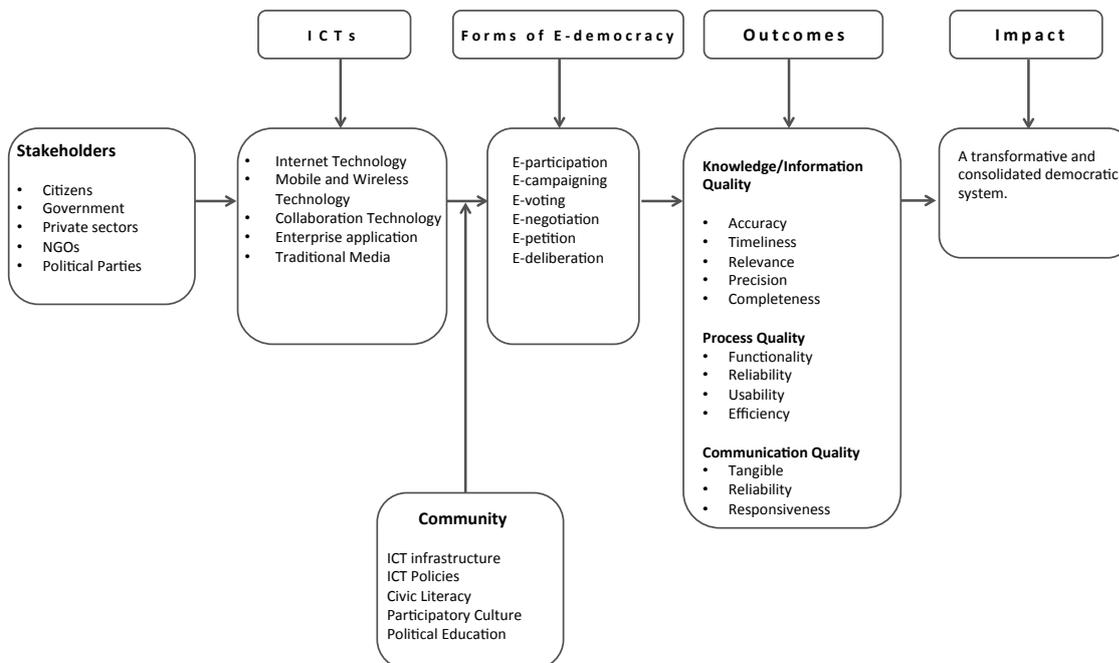 ICTs
Forms of E-democracy
Outcomes
Impact
Stakeholders
• Citizens
• Government
• Private sectors
• NGOs
• Political Parties
• Internet Technology
• Mobile and Wireless
Technology
• Collaboration Technology
• Enterprise application
• Traditional Media
E-participation
E-campaigning
E-voting
E-negotiation
E-petition
E-deliberation
Knowledge/Information
Quality
• Accuracy
• Timeliness
• Relevance
• Precision
• Completeness
Process Quality
• Functionality
• Reliability
• Usability
• Efficiency
Communication Quality
• Tangible
• Reliability
• Responsiveness
A transformative and
consolidated democratic
system.
Community
ICT infrastructure
ICT Policies
Civic Literacy
Participatory Culture
Political Education